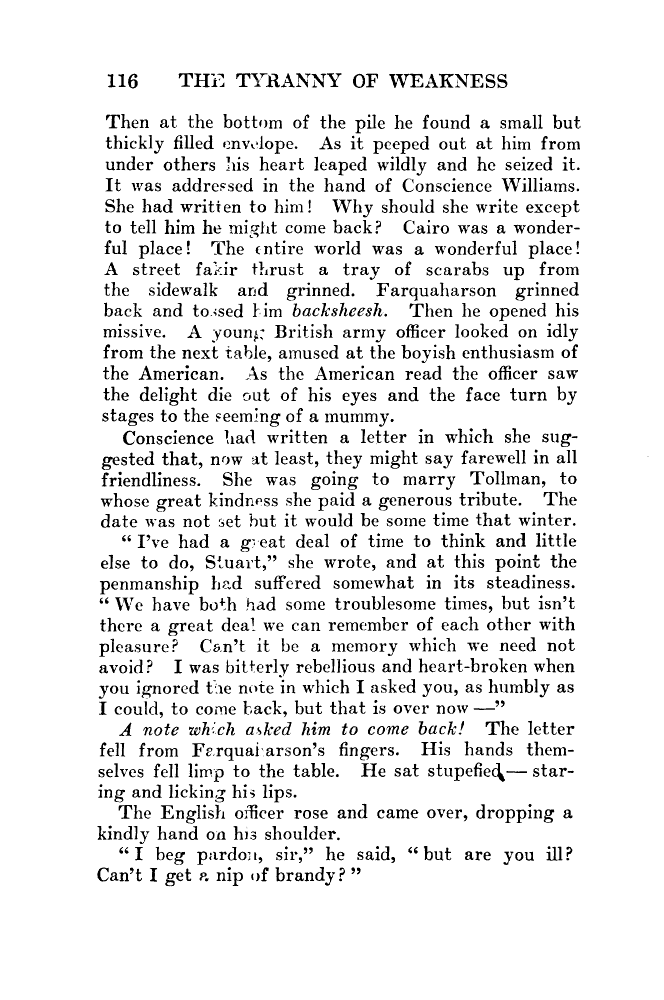 116 THE TYRANNY OF WEAKNESS
Then at the bottom of the pile he found a small but
thickly filled envelope. As it peeped out at him from
under others his heart leaped wildly and he seized it.
It was addressed in the hand of Conscience Williams.
She had written to him! Why should she write except
to tell him he might come back? Cairo was a wonder-
ful place! The entire world was a wonderful place!
A street fakir thrust a tray of scarabs up from
the sidewalk and grinned. Farquaharson grinned
back and tossed him backsheesh. Then he opened his
missive. A young British army officer looked on idly
from the next table, amused at the boyish enthusiasm of
the American. As the American read the officer saw
the delight die out of his eyes and the face turn by
stages to the seeming of a mummy.
Conscience had written a letter in which she sug-
gested that, now at least, they might say farewell in all
friendliness. She was going to marry Tollman, to
whose great kindness she paid a generous tribute. The
date was not set but it would be some time that winter.
“I've had a great deal of time to think and little
else to do, Stuart,” she wrote, and at this point the
penmanship had suffered somewhat in its steadiness.
“We have both had some troublesome times, but isn't
there a great deal we can remember of each other with
pleasure? Can't it be a memory which we need not
avoid? I was bitterly rebellious and heart-broken when
you ignored the note in which I asked you, as humbly as
I could, to come back, but that is over now —”
A note which asked him to come back! The letter
fell from Farquaharson's fingers. His hands them-
selves fell limp to the table. He sat stupefied,— star-
ing and licking his lips.
The English officer rose and came over, dropping a
kindly hand on his shoulder.
“I beg pardon, sir,” he said, “but are you ill?
Can't I get a nip of brandy?”